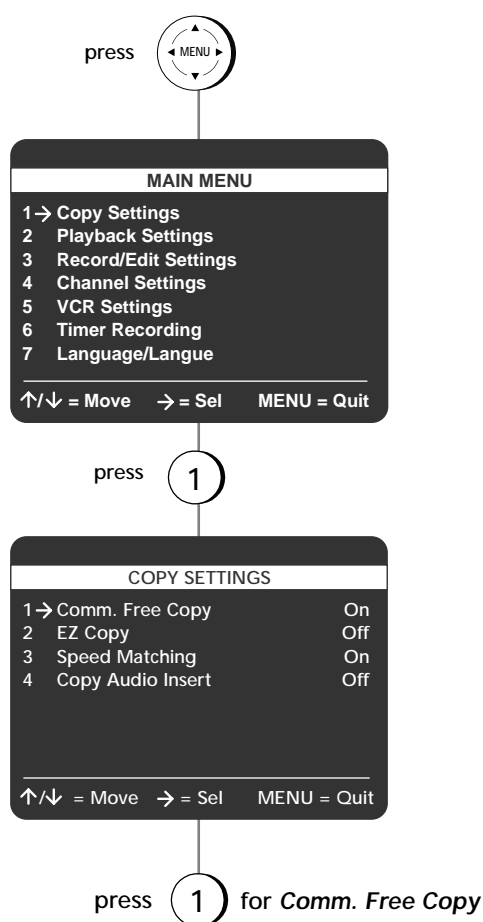 press MENU
MAIN MENU
1→ Copy Settings
2 Playback Settings
3 Record/Edit Settings
4 Channel Settings
5 VCR Settings
6 Timer Recording
7 Language/Langue
↑/↓ = Move → = Sel MENU = Quit
press 1
COPY SETTINGS
1→ Comm. Free Copy On
2 EZ Copy Off
3 Speed Matching On
4 Copy Audio Insert Off
↑/↓ = Move → = Sel MENU = Quit
press 1 for Comm. Free Copy